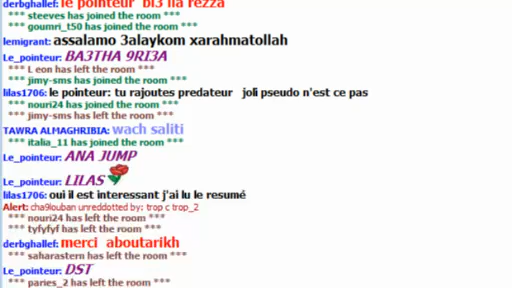 derbghallef: le pointeur bi3 lia rezza
*** steeves has joined the room ***
*** goumri_t50 has joined the room ***
lemigrant: assalamo 3alaykom xarahmatollah
Le_pointeur: BA3THA 9RI3A
*** L eon has left the room ***
*** jimy-sms has joined the room ***
lilas1706: le pointeur: tu rajoutes predateur joli pseudo n'est ce pas
*** nouri24 has joined the room ***
*** jimy-sms has left the room ***
TAWRA ALMAGHRIBIA: wach saliti
*** italia_11 has joined the room ***
Le_pointeur: ANA JUMP
Le_pointeur: LILAS
lilas1706: oui il est interessant j'ai lu le resumé
Alert: cha9louban unreddotted by: trop c trop_2
*** nouri24 has left the room ***
*** tyfyfyf has left the room ***
derbghallef: merci aboutarikh
*** saharastern has left the room ***
Le_pointeur: DST
*** paries_2 has left the room ***